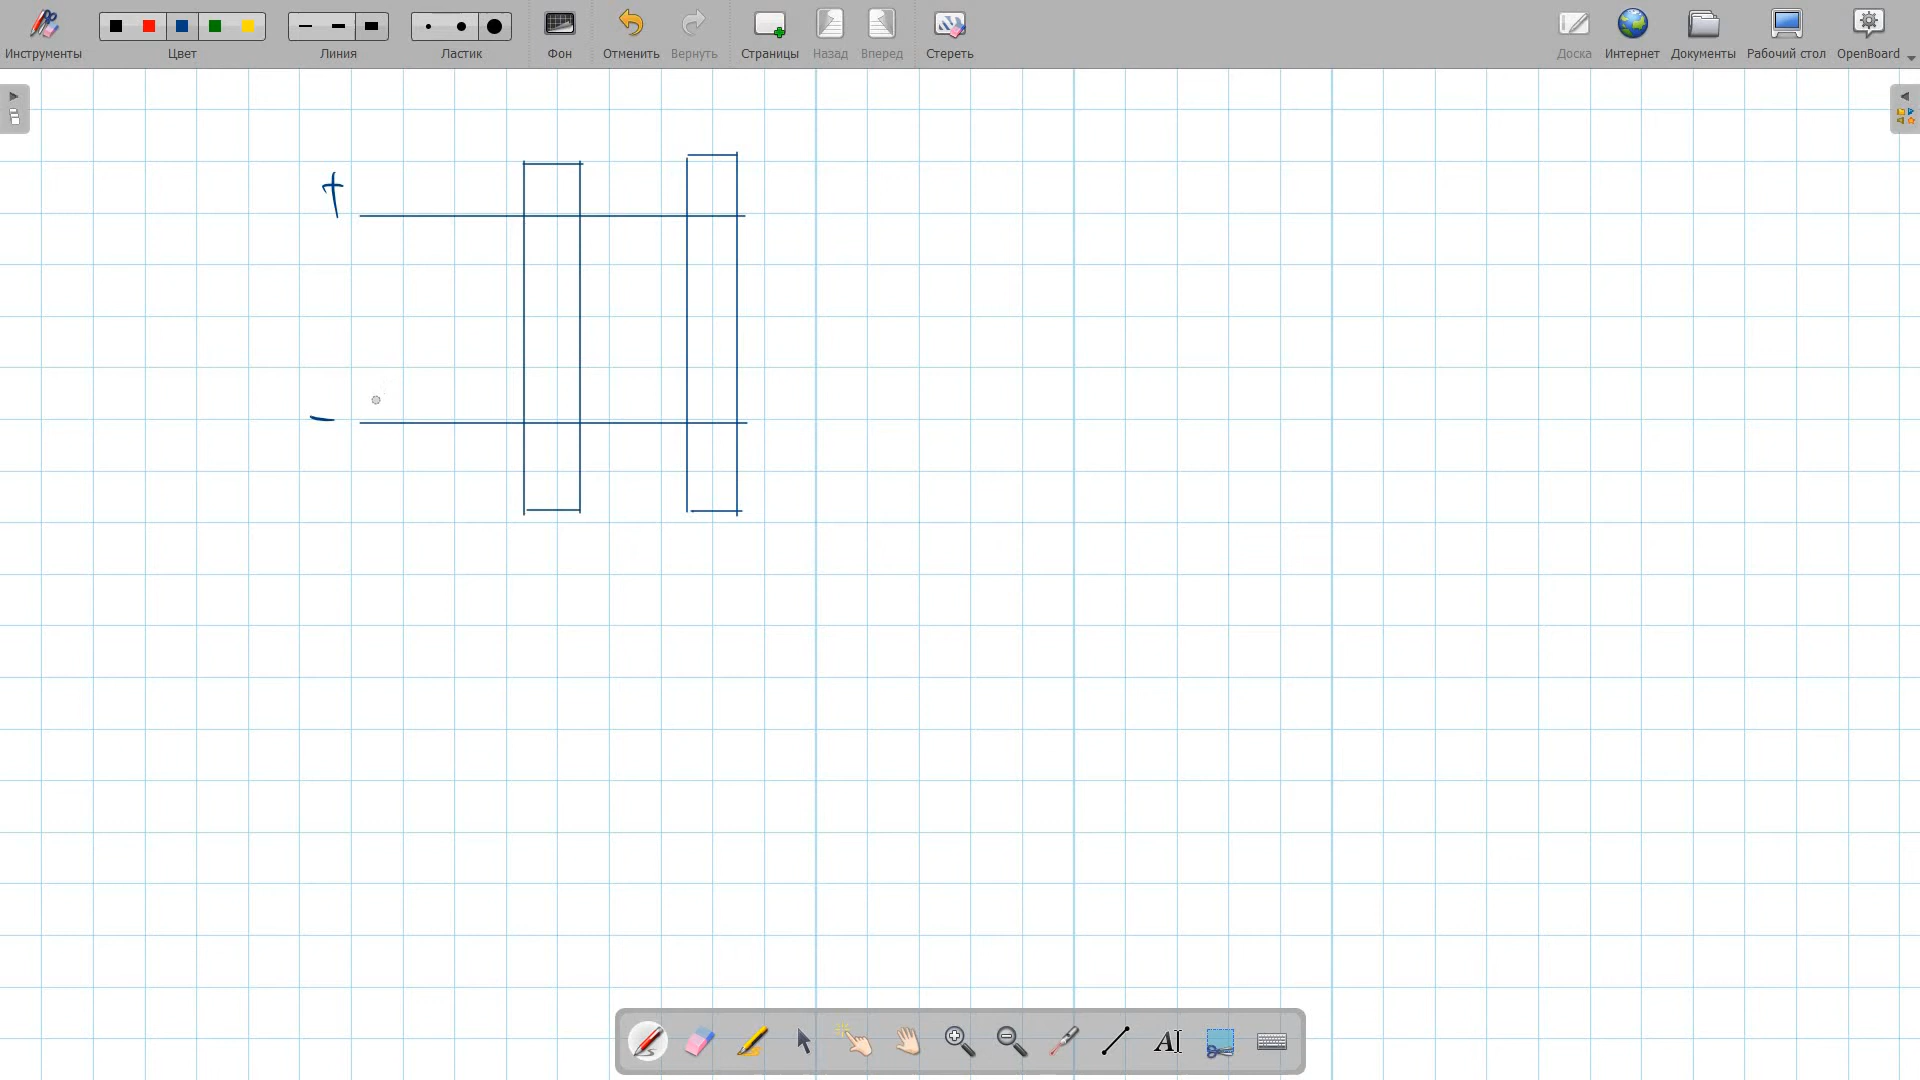 Инструменты Цвет Линия Ластик Фон Отменить Вернуть Страницы Назад Вперед Стереть Доска Интернет Документы Рабочий стол OpenBoard
+
−
A